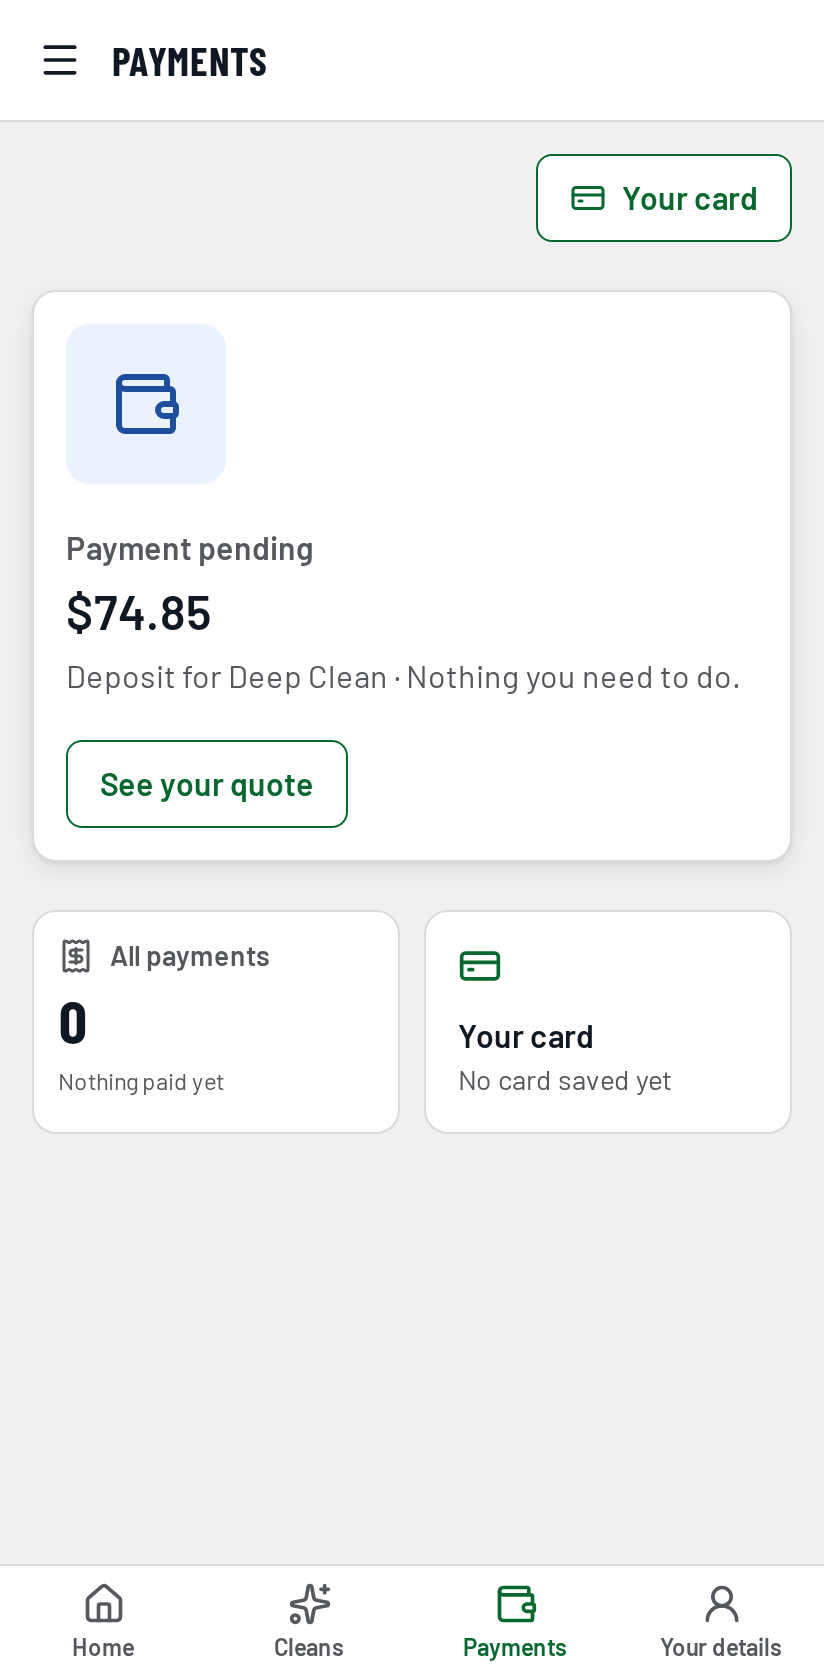 PAYMENTS
Your card
Payment pending
$74.85
Deposit for Deep Clean · Nothing you need to do.
See your quote
All payments
0
Nothing paid yet
Your card
No card saved yet
Home
Cleans
Payments
Your details